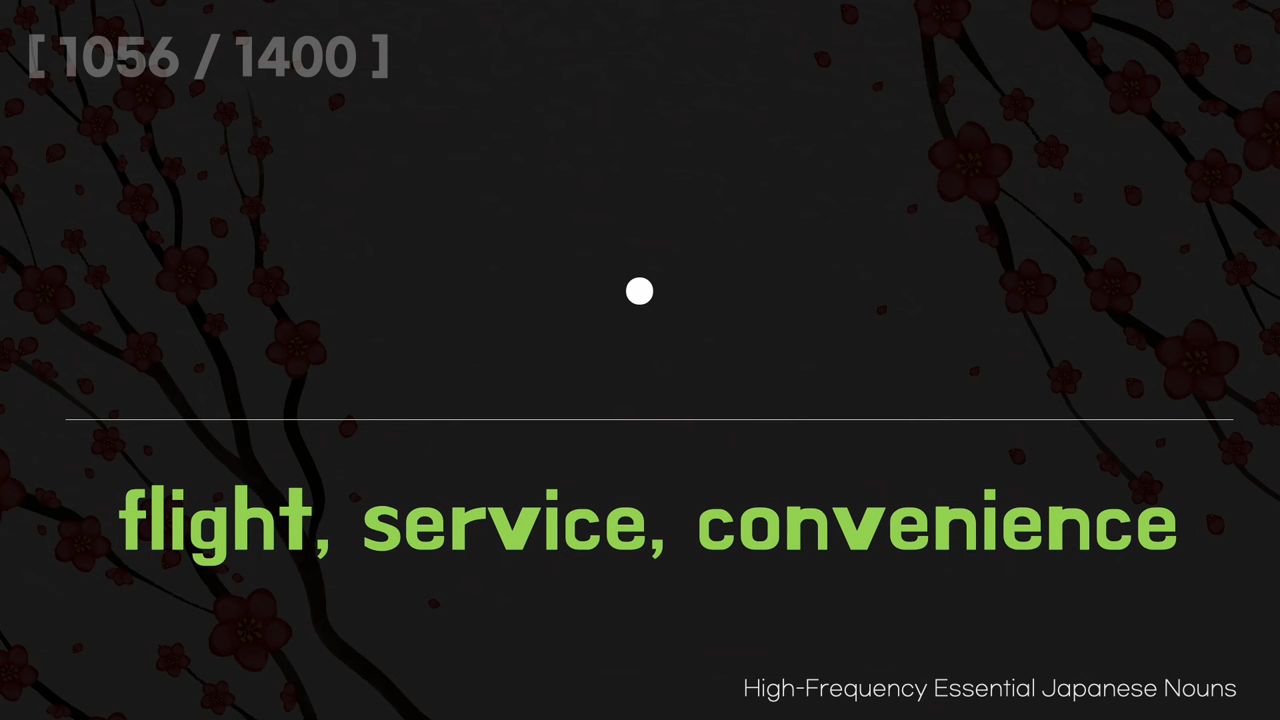 [ 1056 / 1400 ]
flight, service, convenience
High-Frequency Essential Japanese Nouns